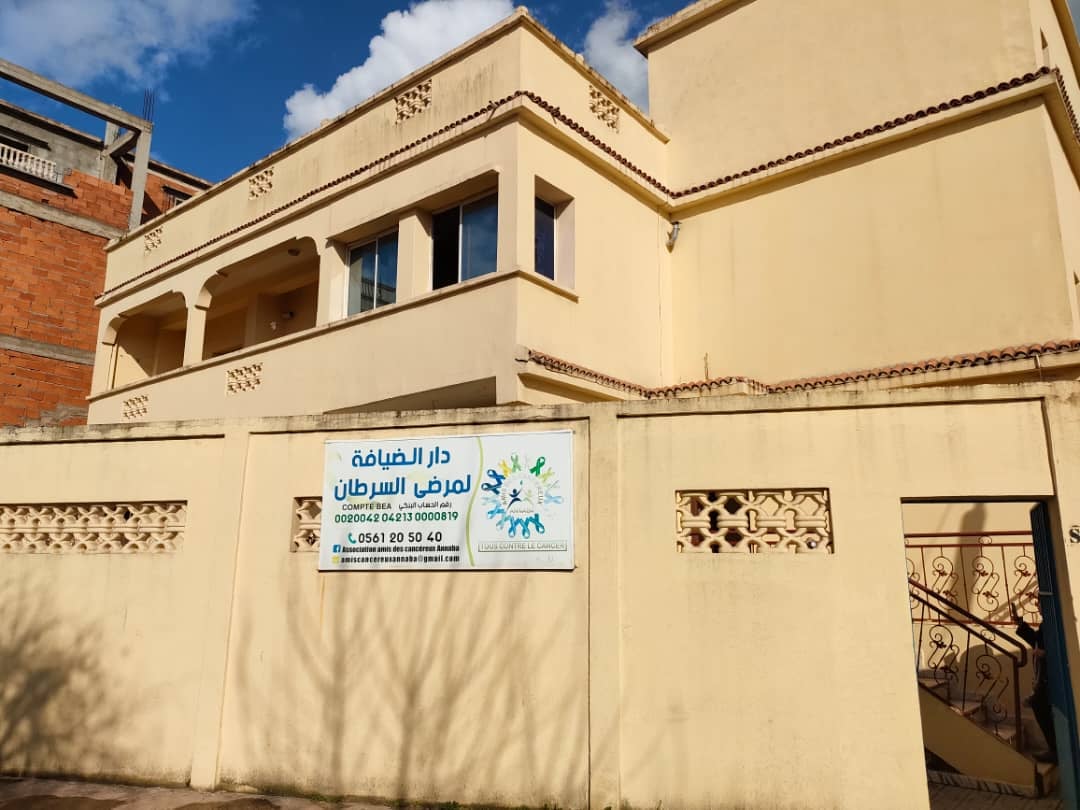 دار الضيافة
لمرضى السرطان
COMPTE BEA رقم الحساب البنكي
0020042 04213 0000819
0561 20 50 40
Association amis des cancéreux Annaba
amiscancereuxannaba@gmail.com
ANNABA
TOUS CONTRE LE CANCER